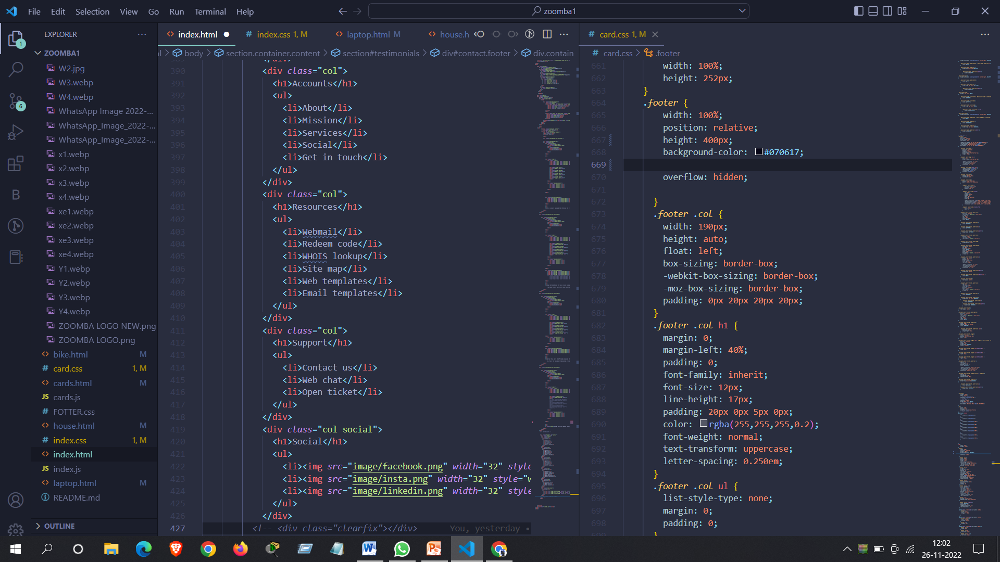 File Edit Selection View Go Run Terminal Help
zoomba1
EXPLORER
ZOOMBA1
W2.jpg
W3.webp
W4.webp
WhatsApp Image 2022-...
WhatsApp_Image_2022-...
WhatsApp_Image_2022-...
x1.webp
x2.webp
x3.webp
x4.webp
xe1.webp
xe2.webp
xe3.webp
xe4.webp
Y1.webp
Y2.webp
Y3.webp
Y4.webp
ZOOMBA LOGO NEW.png
ZOOMBA LOGO.png
bike.html M
card.css 1, M
cards.html M
cards.js
FOTTER.css
house.html M
index.css 1, M
index.html
index.js
laptop.html M
README.md
OUTLINE
1
6
index.html
index.css 1, M
laptop.html M
house.h
body > section.container.content > section#testimonials > div#contact.footer > div.contain
390 <div class="col">
391 <h1>Accounts</h1>
392 <ul>
393 <li>About</li>
394 <li>Mission</li>
395 <li>Services</li>
396 <li>Social</li>
397 <li>Get in touch</li>
398 </ul>
399 </div>
400 <div class="col">
401 <h1>Resources</h1>
402 <ul>
403 <li>Webmail</li>
404 <li>Redeem code</li>
405 <li>WHOIS lookup</li>
406 <li>Site map</li>
407 <li>Web templates</li>
408 <li>Email templates</li>
409 </ul>
410 </div>
411 <div class="col">
412 <h1>Support</h1>
413 <ul>
414 <li>Contact us</li>
415 <li>Web chat</li>
416 <li>Open ticket</li>
417 </ul>
418 </div>
419 <div class="col social">
420 <h1>Social</h1>
421 <ul>
422 <li><img src="image/facebook.png" width="32" style
423 <li><img src="image/insta.png" width="32" style="w
424 <li><img src="image/linkedin.png" width="32" style
425 </ul>
426 </div>
427 <!-- <div class="clearfix"></div> You, yesterday •
card.css 1, M
card.css > .footer
661 width: 100%;
662 height: 252px;
663 }
664 .footer {
665 width: 100%;
666 position: relative;
667 height: 400px;
668 background-color: #070617;
669
670 overflow: hidden;
671
672 }
673 .footer .col {
674 width: 190px;
675 height: auto;
676 float: left;
677 box-sizing: border-box;
678 -webkit-box-sizing: border-box;
679 -moz-box-sizing: border-box;
680 padding: 0px 20px 20px 20px;
681 }
682 .footer .col h1 {
683 margin: 0;
684 margin-left: 40%;
685 padding: 0;
686 font-family: inherit;
687 font-size: 12px;
688 line-height: 17px;
689 padding: 20px 0px 5px 0px;
690 color: rgba(255,255,255,0.2);
691 font-weight: normal;
692 text-transform: uppercase;
693 letter-spacing: 0.250em;
694 }
695 .footer .col ul {
696 list-style-type: none;
697 margin: 0;
698 padding: 0;
12:02
26-11-2022